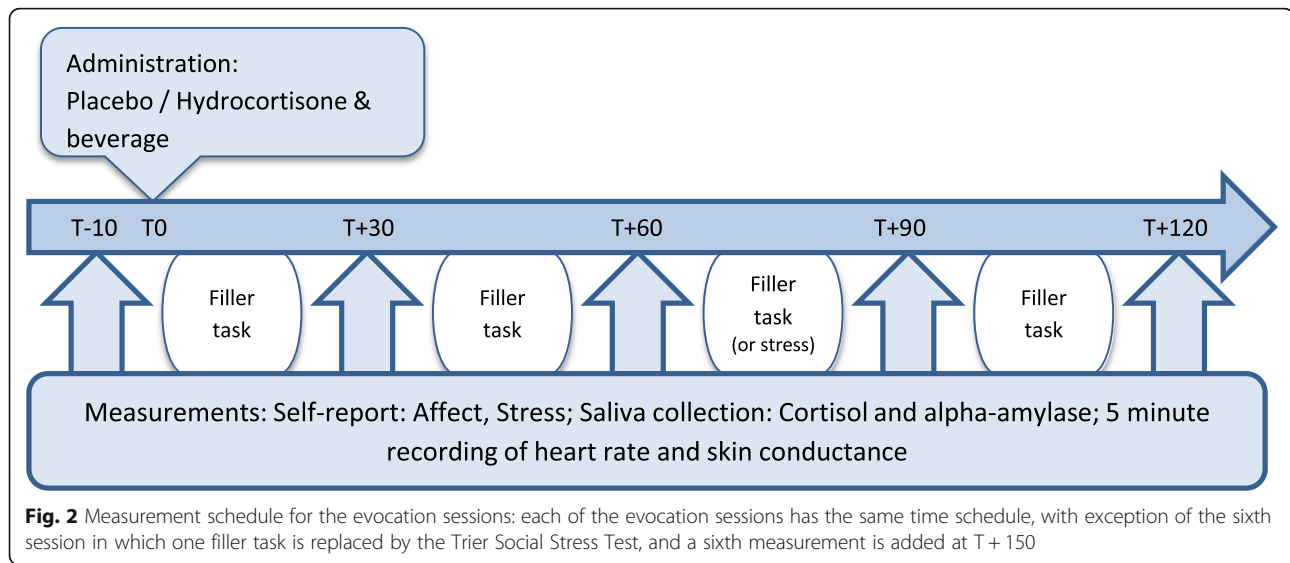 Administration:
Placebo / Hydrocortisone &
beverage
T-10 T0 T+30 T+60 T+90 T+120
Filler
task
Filler
task
Filler
task
(or stress)
Filler
task
Measurements: Self-report: Affect, Stress; Saliva collection: Cortisol and alpha-amylase; 5 minute
recording of heart rate and skin conductance
Fig. 2 Measurement schedule for the evocation sessions: each of the evocation sessions has the same time schedule, with exception of the sixth
session in which one filler task is replaced by the Trier Social Stress Test, and a sixth measurement is added at T + 150